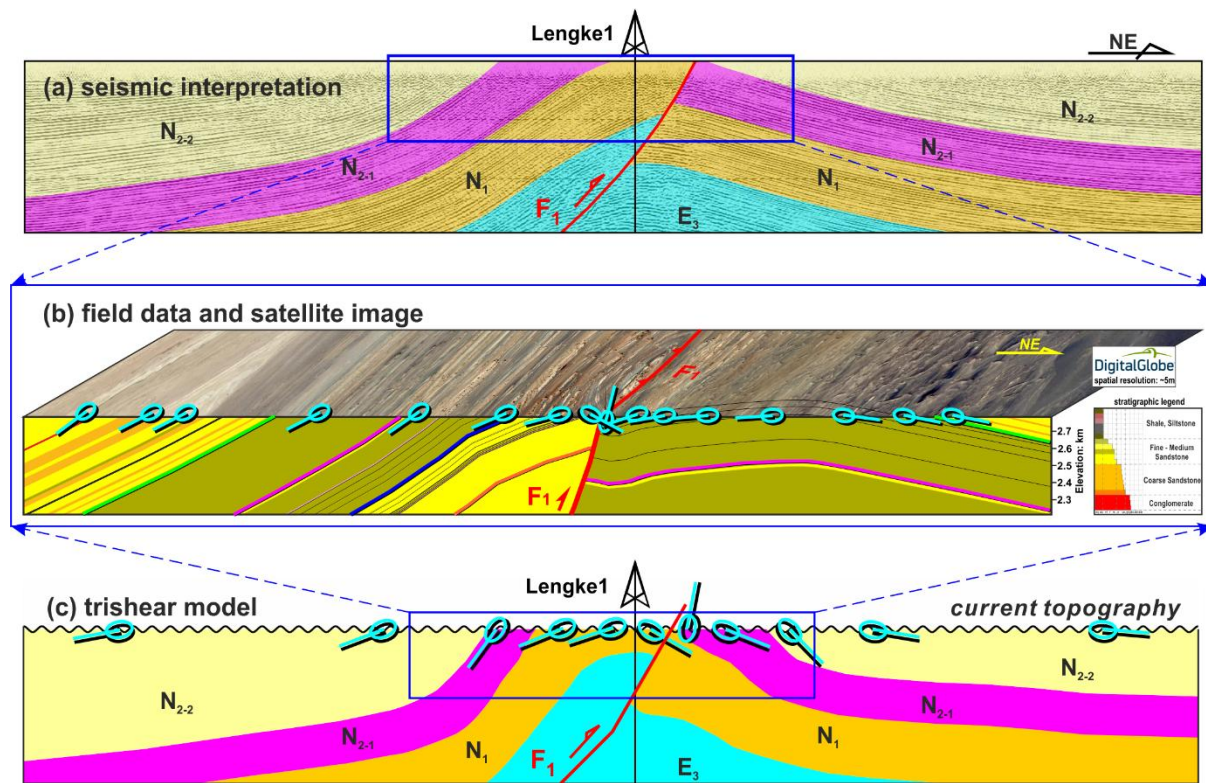 Lengke1
NE
(a) seismic interpretation
N2-2
N2-2
N2-1
N2-1
N1
N1
F1
E3
(b) field data and satellite image
NE
F1
DigitalGlobe
spatial resolution: ~5m
stratigraphic legend
Shale, Siltstone
Fine - Medium
Sandstone
Coarse Sandstone
Conglomerate
2.7
2.6
2.5
2.4
2.3
Elevation: km
F1
Lengke1
(c) trishear model
current topography
N2-2
N2-2
N2-1
N2-1
N1
N1
F1
E3